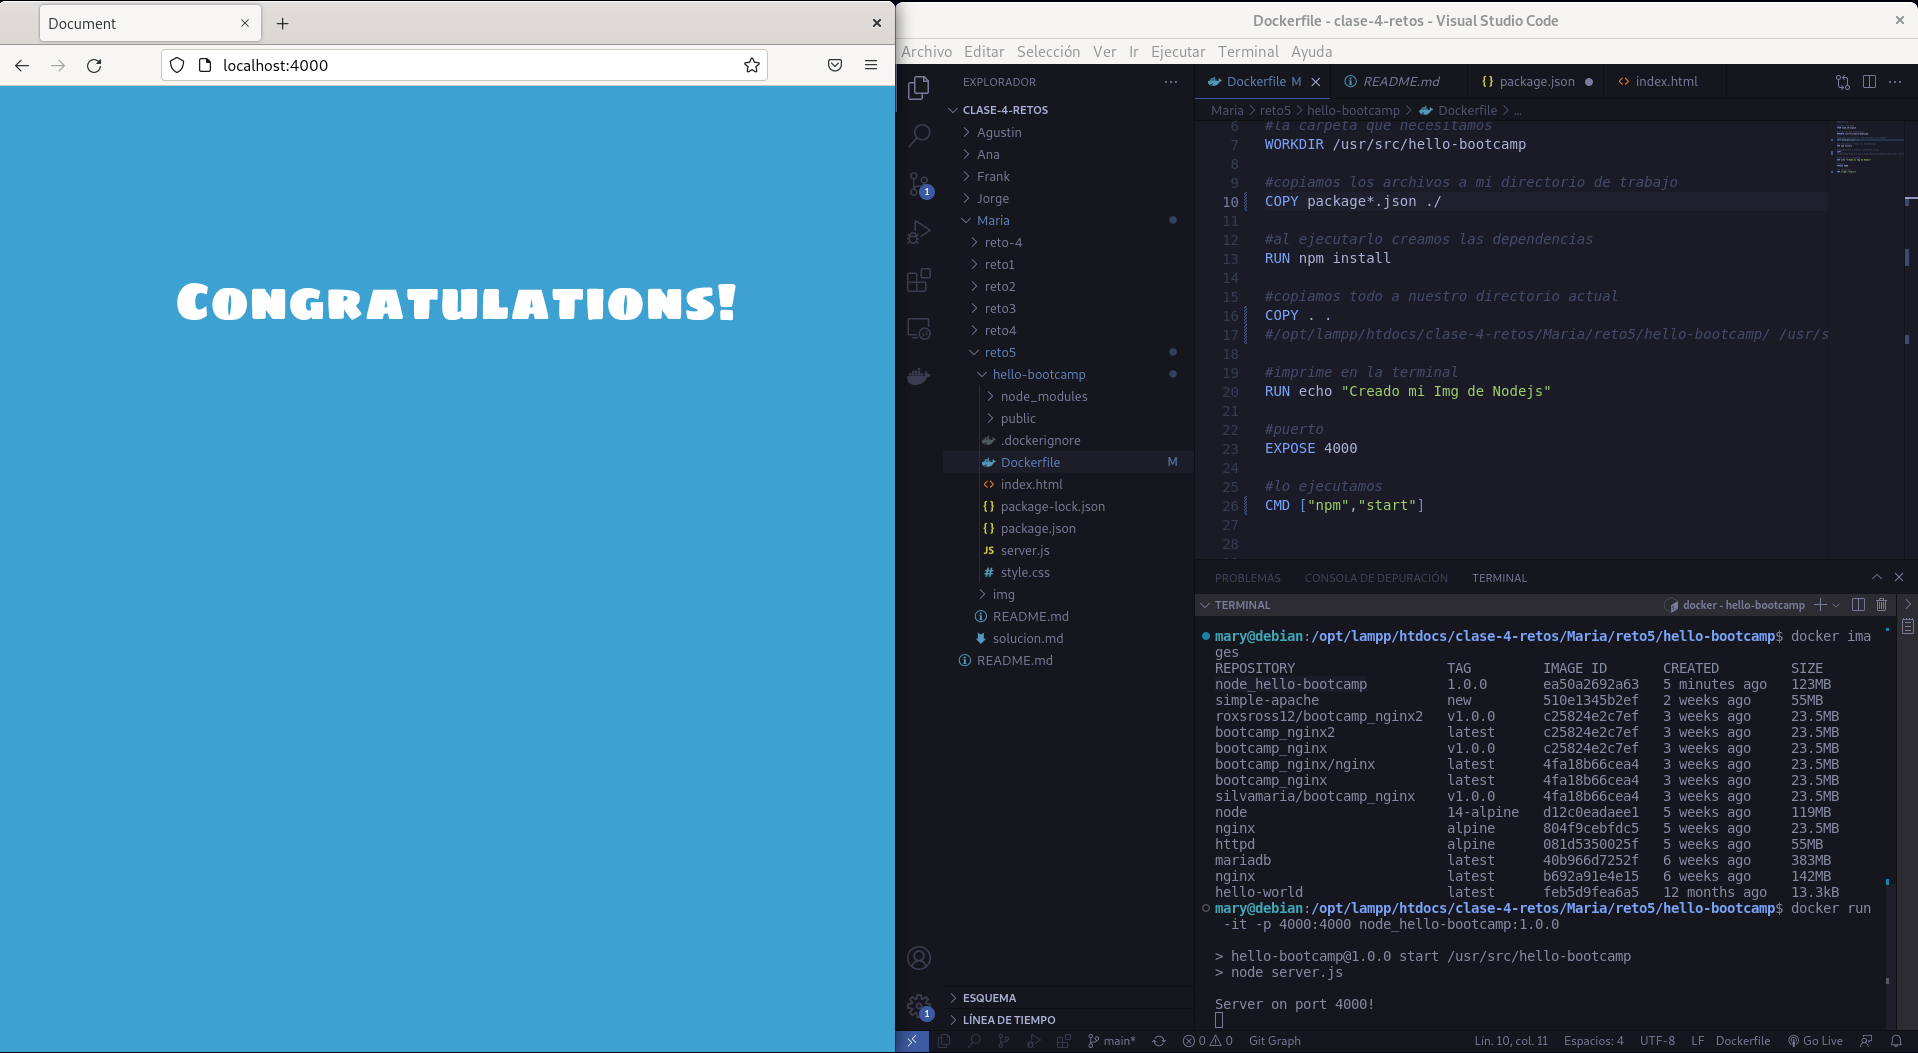 Document
localhost:4000
Congratulations!
Dockerfile - clase-4-retos - Visual Studio Code
Archivo Editar Selección Ver Ir Ejecutar Terminal Ayuda
EXPLORADOR
CLASE-4-RETOS
Agustin
Ana
Frank
Jorge
Maria
reto-4
reto1
reto2
reto3
reto4
reto5
hello-bootcamp
node_modules
public
.dockerignore
Dockerfile M
index.html
package-lock.json
package.json
server.js
style.css
img
README.md
solucion.md
README.md
ESQUEMA
LÍNEA DE TIEMPO
1
1
Dockerfile M README.md package.json index.html
Maria > reto5 > hello-bootcamp > Dockerfile > ...
6 #la carpeta que necesitamos
7 WORKDIR /usr/src/hello-bootcamp
8
9 #copiamos los archivos a mi directorio de trabajo
10 COPY package*.json ./
11
12 #al ejecutarlo creamos las dependencias
13 RUN npm install
14
15 #copiamos todo a nuestro directorio actual
16 COPY . .
17 #/opt/lampp/htdocs/clase-4-retos/Maria/reto5/hello-bootcamp/ /usr/s
18
19 #imprime en la terminal
20 RUN echo "Creado mi Img de Nodejs"
21
22 #puerto
23 EXPOSE 4000
24
25 #lo ejecutamos
26 CMD ["npm","start"]
27
28
PROBLEMAS CONSOLA DE DEPURACIÓN TERMINAL
TERMINAL docker - hello-bootcamp
mary@debian:/opt/lampp/htdocs/clase-4-retos/Maria/reto5/hello-bootcamp$ docker ima
ges
REPOSITORY TAG IMAGE ID CREATED SIZE
node_hello-bootcamp 1.0.0 ea50a2692a63 5 minutes ago 123MB
simple-apache new 510e1345b2ef 2 weeks ago 55MB
roxsross12/bootcamp_nginx2 v1.0.0 c25824e2c7ef 3 weeks ago 23.5MB
bootcamp_nginx2 latest c25824e2c7ef 3 weeks ago 23.5MB
bootcamp_nginx v1.0.0 c25824e2c7ef 3 weeks ago 23.5MB
bootcamp_nginx/nginx latest 4fa18b66cea4 3 weeks ago 23.5MB
bootcamp_nginx latest 4fa18b66cea4 3 weeks ago 23.5MB
silvamaria/bootcamp_nginx v1.0.0 4fa18b66cea4 3 weeks ago 23.5MB
node 14-alpine d12c0eadaee1 5 weeks ago 119MB
nginx alpine 804f9cebfdc5 5 weeks ago 23.5MB
httpd alpine 081d5350025f 5 weeks ago 55MB
mariadb latest 40b966d7252f 6 weeks ago 383MB
nginx latest b692a91e4e15 6 weeks ago 142MB
hello-world latest feb5d9fea6a5 12 months ago 13.3kB
mary@debian:/opt/lampp/htdocs/clase-4-retos/Maria/reto5/hello-bootcamp$ docker run
-it -p 4000:4000 node_hello-bootcamp:1.0.0
> hello-bootcamp@1.0.0 start /usr/src/hello-bootcamp
> node server.js
Server on port 4000!
main* 0 0 Git Graph Lín. 10, col. 11 Espacios: 4 UTF-8 LF Dockerfile Go Live